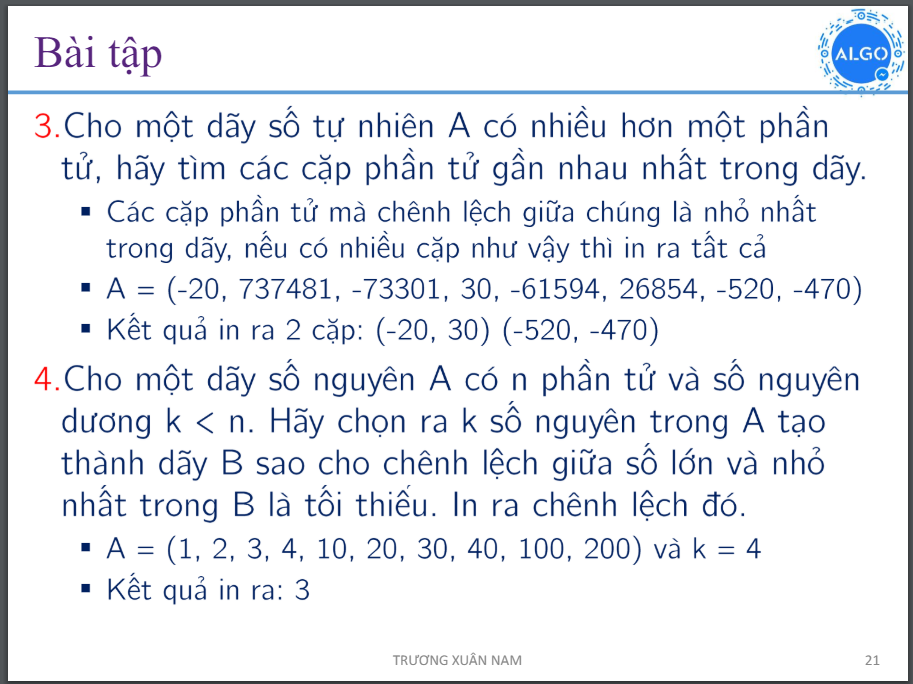 Bài tập
ALGO
3.Cho một dãy số tự nhiên A có nhiều hơn một phần
tử, hãy tìm các cặp phần tử gần nhau nhất trong dãy.
▪ Các cặp phần tử mà chênh lệch giữa chúng là nhỏ nhất
trong dãy, nếu có nhiều cặp như vậy thì in ra tất cả
▪ A = (-20, 737481, -73301, 30, -61594, 26854, -520, -470)
▪ Kết quả in ra 2 cặp: (-20, 30) (-520, -470)
4.Cho một dãy số nguyên A có n phần tử và số nguyên
dương k < n. Hãy chọn ra k số nguyên trong A tạo
thành dãy B sao cho chênh lệch giữa số lớn và nhỏ
nhất trong B là tối thiểu. In ra chênh lệch đó.
▪ A = (1, 2, 3, 4, 10, 20, 30, 40, 100, 200) và k = 4
▪ Kết quả in ra: 3
TRƯƠNG XUÂN NAM
21